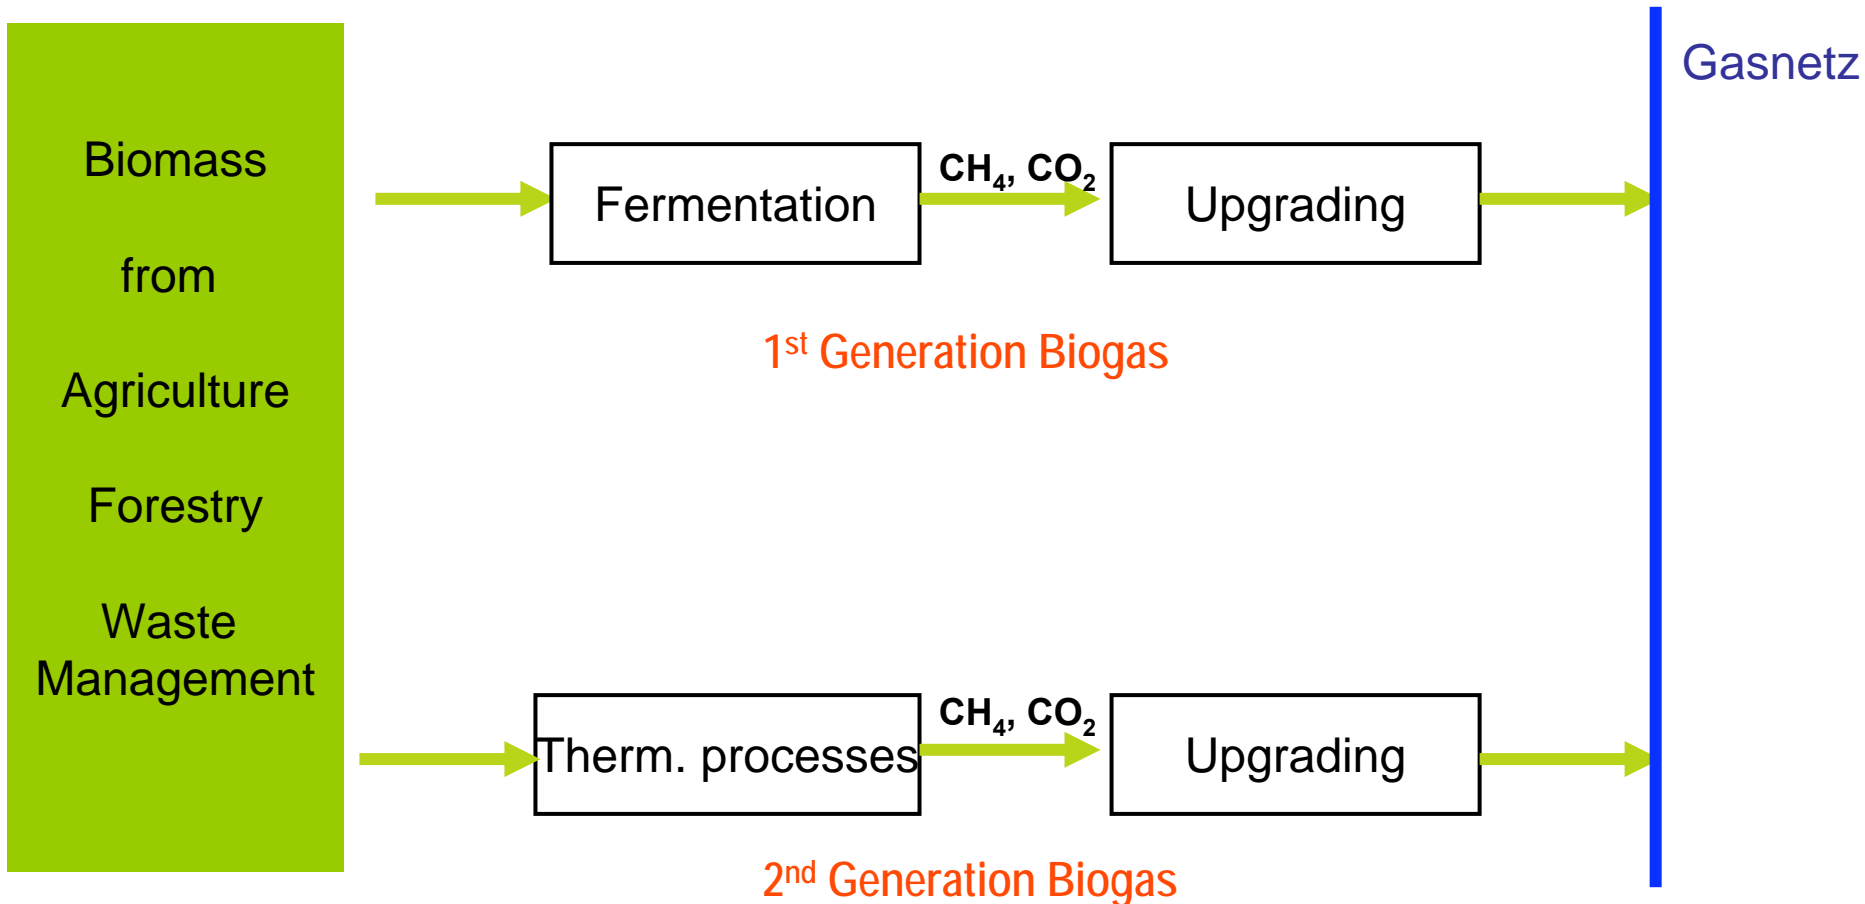 Biomass
from
Agriculture
Forestry
Waste
Management
Fermentation
CH₄, CO₂
Upgrading
1st Generation Biogas
Therm. processes
CH₄, CO₂
Upgrading
2nd Generation Biogas
Gasnetz